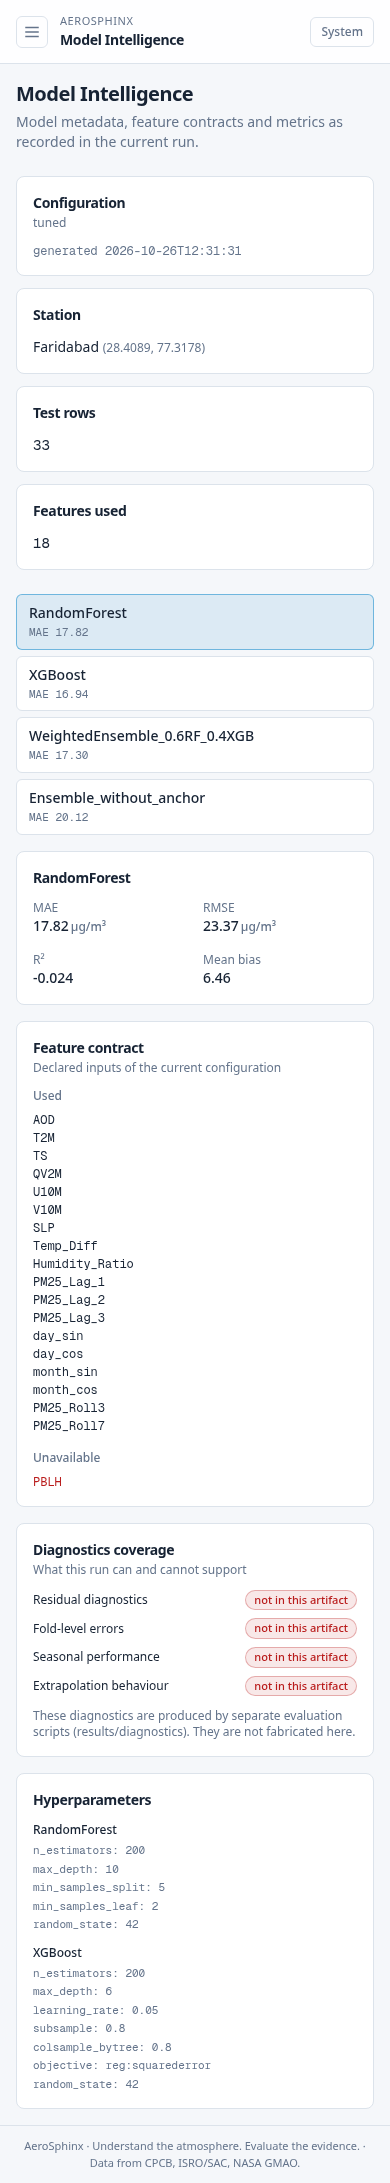 AEROSPHINX
Model Intelligence
System
Model Intelligence
Model metadata, feature contracts and metrics as
recorded in the current run.
Configuration
tuned
generated 2026-10-26T12:31:31
Station
Faridabad (28.4089, 77.3178)
Test rows
33
Features used
18
RandomForest
MAE 17.82
XGBoost
MAE 16.94
WeightedEnsemble_0.6RF_0.4XGB
MAE 17.30
Ensemble_without_anchor
MAE 20.12
RandomForest
MAE RMSE
17.82 µg/m³ 23.37 µg/m³
R² Mean bias
-0.024 6.46
Feature contract
Declared inputs of the current configuration
Used
AOD
T2M
TS
QV2M
U10M
V10M
SLP
Temp_Diff
Humidity_Ratio
PM25_Lag_1
PM25_Lag_2
PM25_Lag_3
day_sin
day_cos
month_sin
month_cos
PM25_Roll3
PM25_Roll7
Unavailable
PBLH
Diagnostics coverage
What this run can and cannot support
Residual diagnostics not in this artifact
Fold-level errors not in this artifact
Seasonal performance not in this artifact
Extrapolation behaviour not in this artifact
These diagnostics are produced by separate evaluation
scripts (results/diagnostics). They are not fabricated here.
Hyperparameters
RandomForest
n_estimators: 200
max_depth: 10
min_samples_split: 5
min_samples_leaf: 2
random_state: 42
XGBoost
n_estimators: 200
max_depth: 6
learning_rate: 0.05
subsample: 0.8
colsample_bytree: 0.8
objective: reg:squarederror
random_state: 42
AeroSphinx · Understand the atmosphere. Evaluate the evidence. ·
Data from CPCB, ISRO/SAC, NASA GMAO.